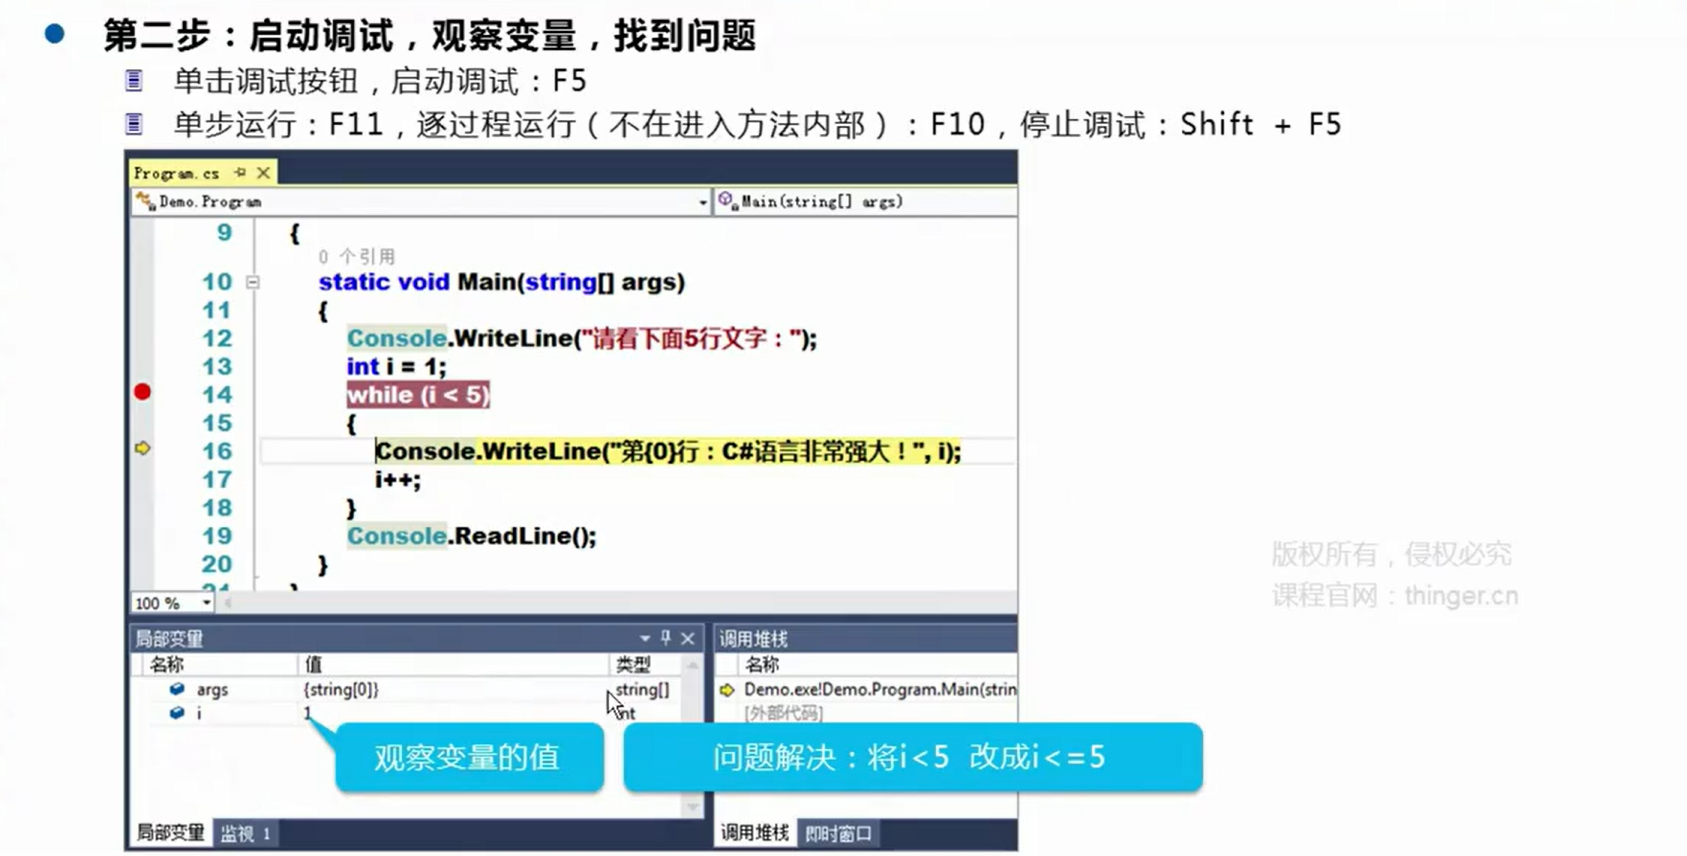 第二步：启动调试，观察变量，找到问题
单击调试按钮，启动调试：F5
单步运行：F11，逐过程运行（不在进入方法内部）：F10，停止调试：Shift + F5
Program.cs
Demo.Program
Main(string[] args)
9 {
0 个引用
10 static void Main(string[] args)
11 {
12 Console.WriteLine("请看下面5行文字：");
13 int i = 1;
14 while (i < 5)
15 {
16 Console.WriteLine("第{0}行：C#语言非常强大！", i);
17 i++;
18 }
19 Console.ReadLine();
20 }
版权所有，侵权必究
课程官网：thinger.cn
100 %
局部变量
调用堆栈
名称 值 类型
名称
args {string[0]} string[]
Demo.exe!Demo.Program.Main(strin
i 1 int
[外部代码]
观察变量的值
问题解决：将i<5 改成i<=5
局部变量 监视 1
调用堆栈 即时窗口